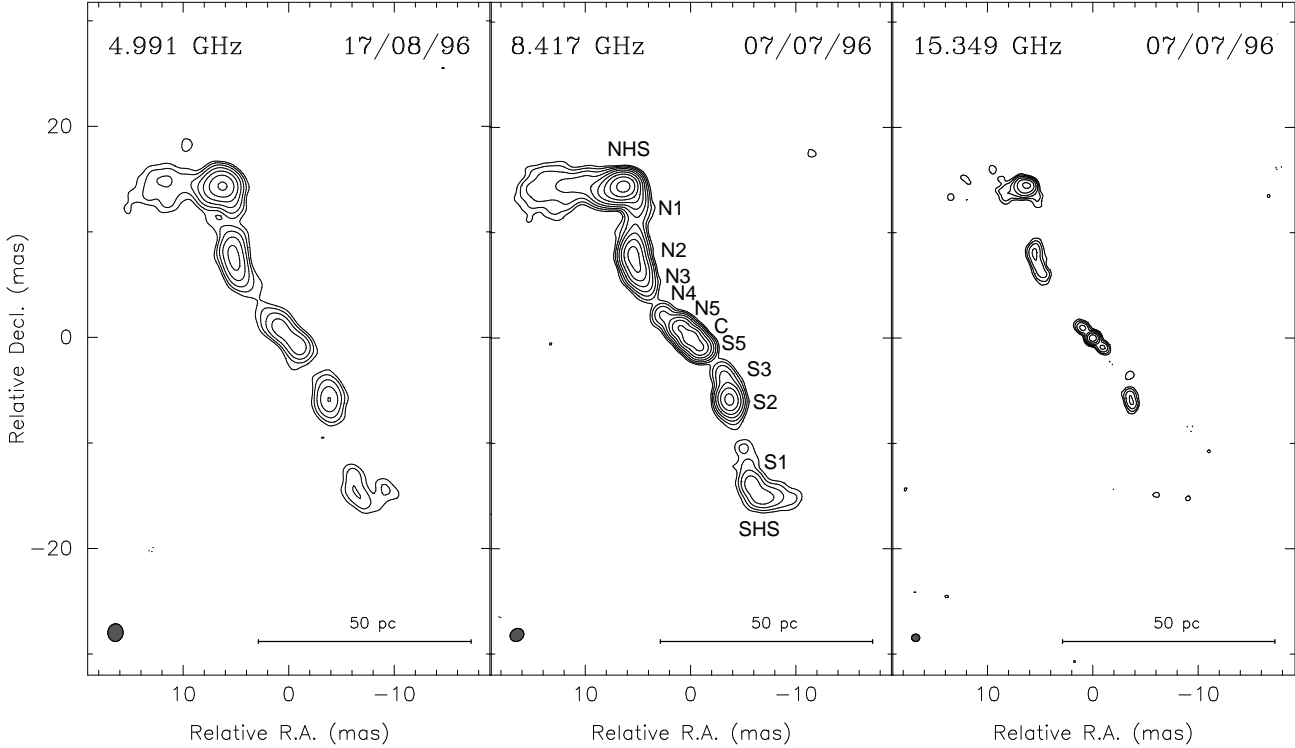 4.991 GHz 17/08/96
8.417 GHz 07/07/96
15.349 GHz 07/07/96
NHS
N1
N2
N3
N4
N5
C
S5
S3
S2
S1
SHS
50 pc
50 pc
50 pc
20
0
−20
Relative Decl. (mas)
10 0 −10
10 0 −10
10 0 −10
Relative R.A. (mas)
Relative R.A. (mas)
Relative R.A. (mas)